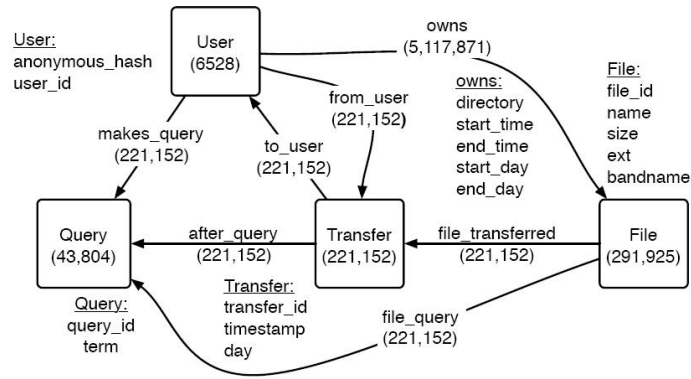 User:
anonymous_hash
user_id
User
(6528)
owns
(5,117,871)
owns:
directory
start_time
end_time
start_day
end_day
File:
file_id
name
size
ext
bandname
from_user
(221,152)
makes_query
(221,152)
to_user
(221,152)
Query
(43,804)
after_query
(221,152)
Transfer
(221,152)
file_transferred
(221,152)
File
(291,925)
Query:
query_id
term
Transfer:
transfer_id
timestamp
day
file_query
(221,152)